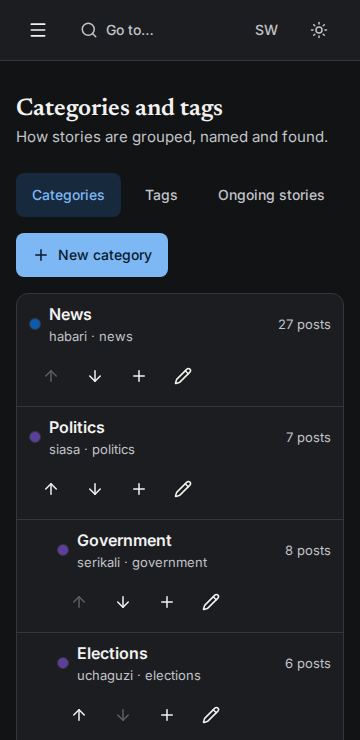 Go to...
SW
Categories and tags
How stories are grouped, named and found.
Categories
Tags
Ongoing stories
New category
News
habari · news
27 posts
Politics
siasa · politics
7 posts
Government
serikali · government
8 posts
Elections
uchaguzi · elections
6 posts